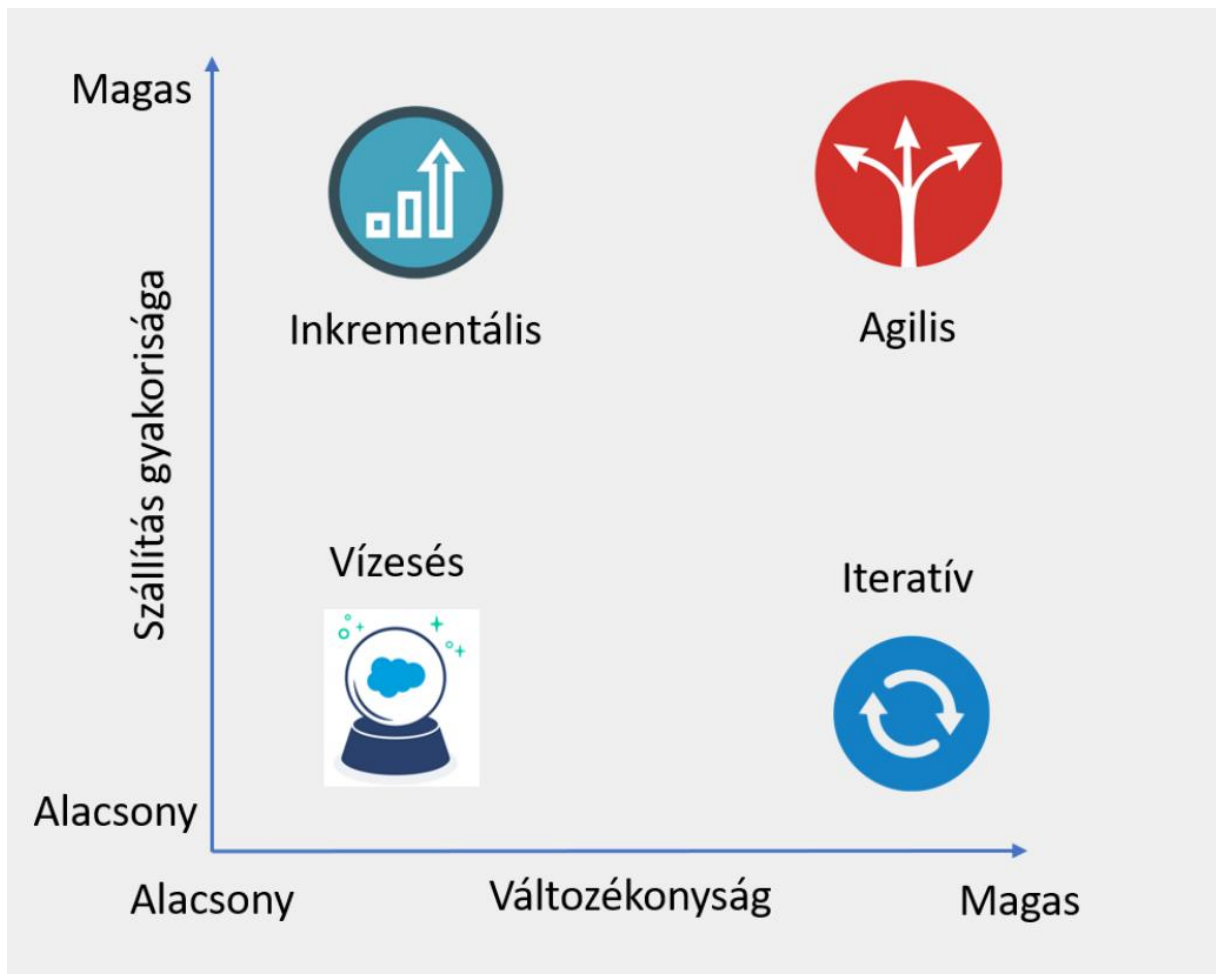 Magas
Szállítás gyakorisága
Inkrementális
Agilis
Vízesés
Iteratív
Alacsony
Alacsony
Változékonyság
Magas